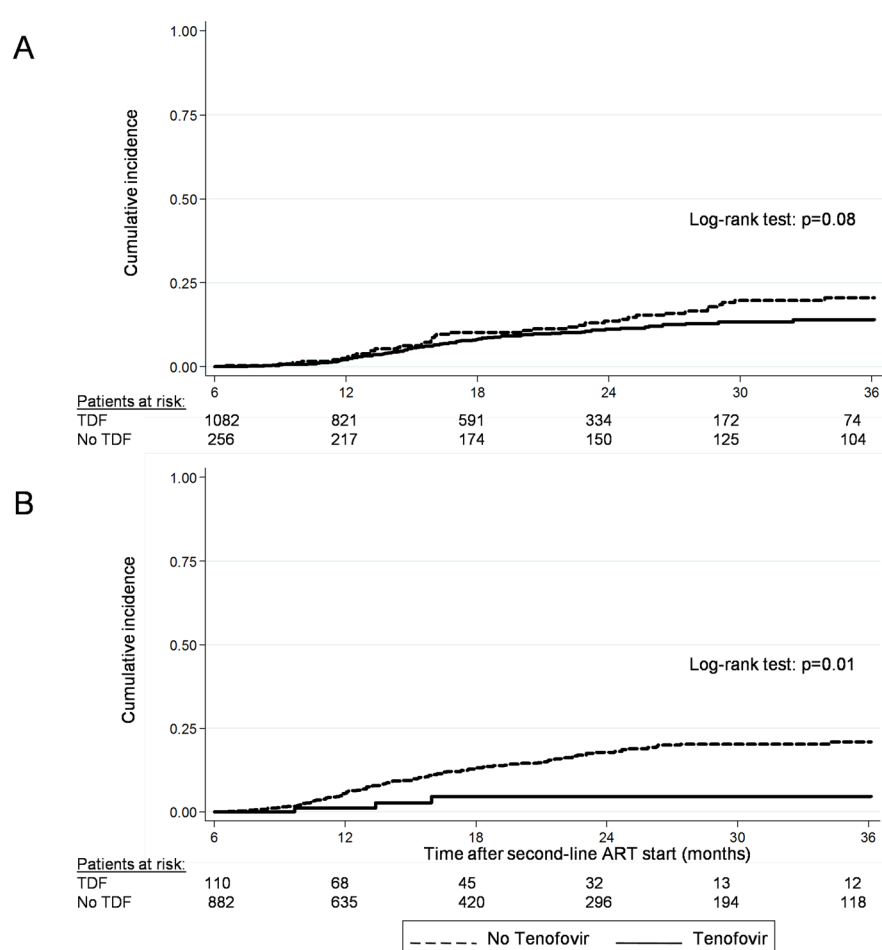 A
Cumulative incidence
1.00
0.75
0.50
0.25
0.00
Log-rank test: p=0.08
6 12 18 24 30 36
Patients at risk:
TDF 1082 821 591 334 172 74
No TDF 256 217 174 150 125 104
B
Cumulative incidence
1.00
0.75
0.50
0.25
0.00
Log-rank test: p=0.01
6 12 18 24 30 36
Time after second-line ART start (months)
Patients at risk:
TDF 110 68 45 32 13 12
No TDF 882 635 420 296 194 118
No Tenofovir Tenofovir